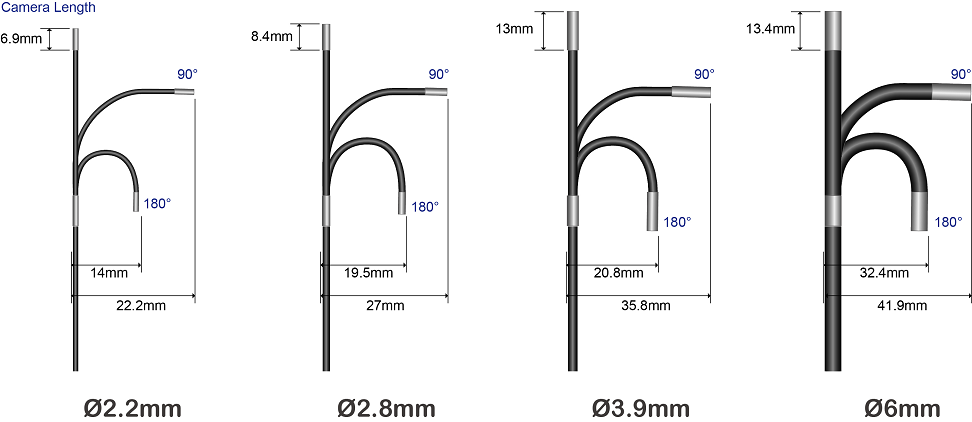 Camera Length
6.9mm
90°
180°
14mm
22.2mm
Ø2.2mm
8.4mm
90°
180°
19.5mm
27mm
Ø2.8mm
13mm
90°
180°
20.8mm
35.8mm
Ø3.9mm
13.4mm
90°
180°
32.4mm
41.9mm
Ø6mm